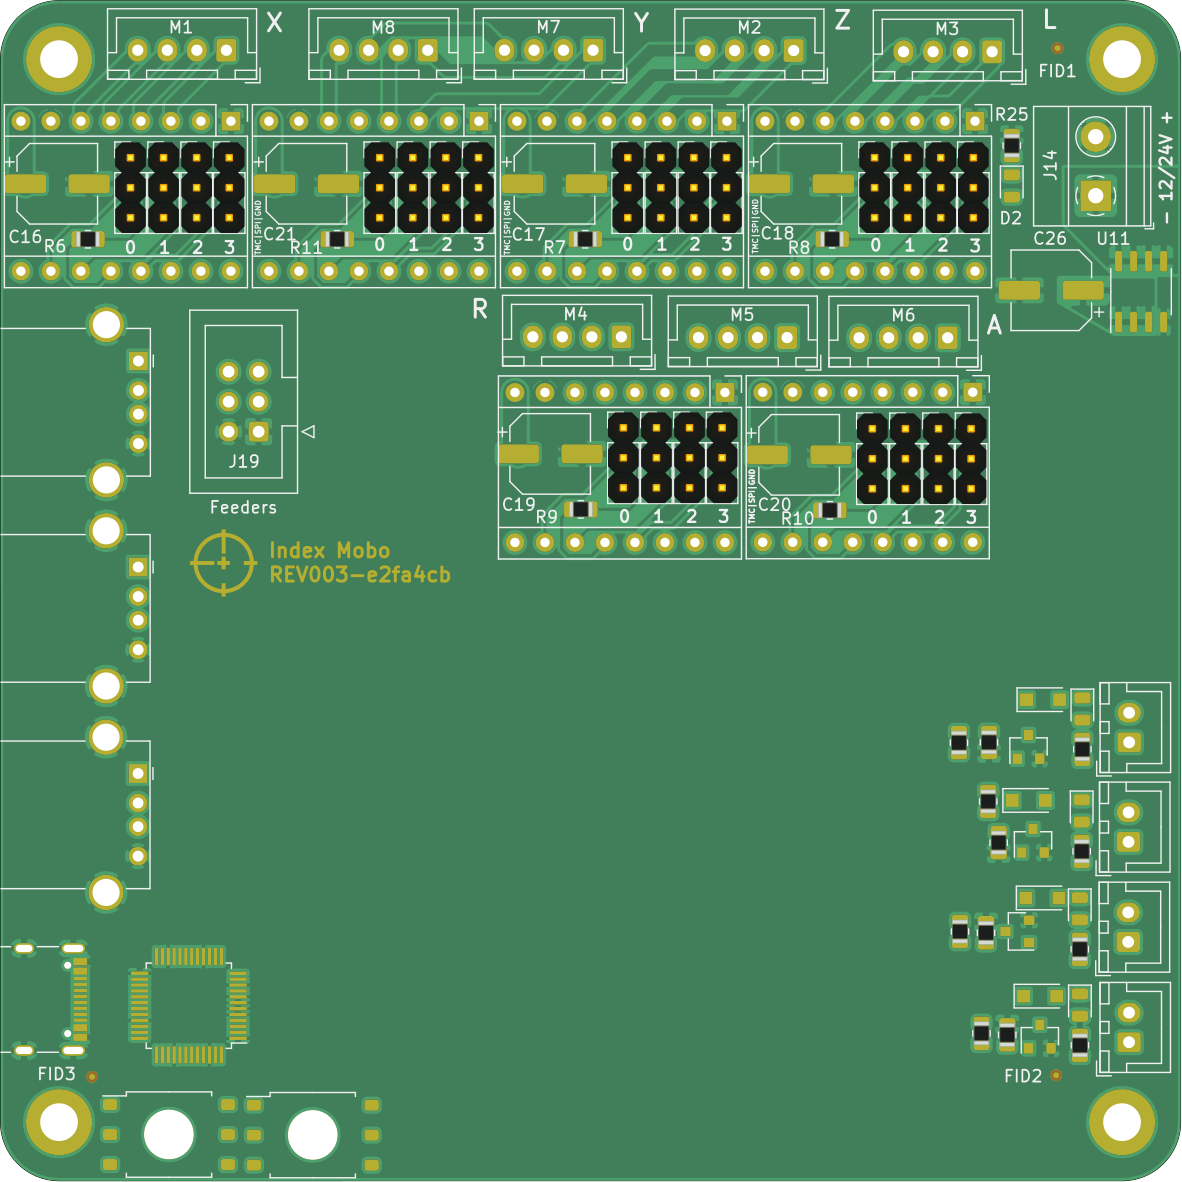 M1
X
M8
M7
Y
M2
Z
M3
L
FID1
R25
J14
- 12/24V +
+
C16
R6
0 1 2 3
+
TMC|SPI|GND
C21
R11
0 1 2 3
+
TMC|SPI|GND
C17
R7
0 1 2 3
+
TMC|SPI|GND
C18
R8
0 1 2 3
D2
C26
U11
+
R
M4
M5
M6
A
J19
Feeders
+
C19
R9
0 1 2 3
+
TMC|SPI|GND
C20
R10
0 1 2 3
Index Mobo
REV003-e2fa4cb
FID3
FID2